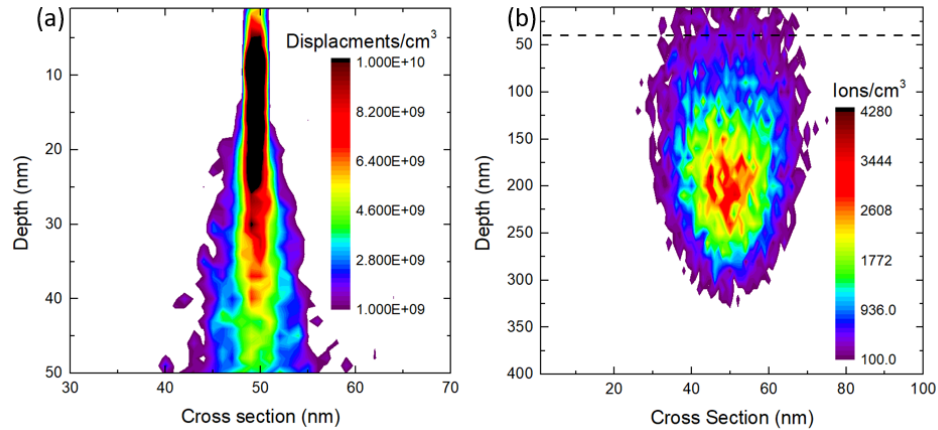 (a)
Displacments/cm³
1.000E+10
8.200E+09
6.400E+09
4.600E+09
2.800E+09
1.000E+09
10
20
30
40
50
Depth (nm)
30
40
50
60
70
Cross section (nm)
(b)
Ions/cm³
4280
3444
2608
1772
936.0
100.0
50
100
150
200
250
300
350
400
Depth (nm)
20
40
60
80
100
Cross Section (nm)